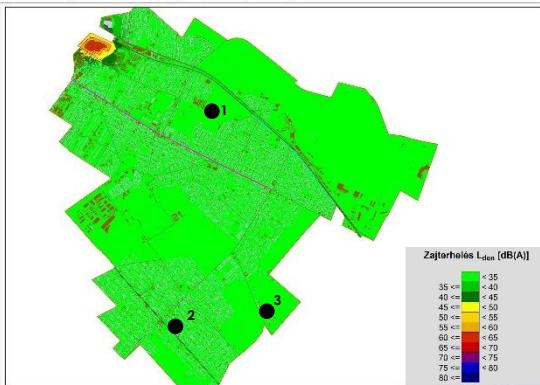 1
2
3
Zajterhelés Lden [dB(A)]
< 35
35 <= < 40
40 <= < 45
45 <= < 50
50 <= < 55
55 <= < 60
60 <= < 65
65 <= < 70
70 <= < 75
75 <= < 80
80 <=